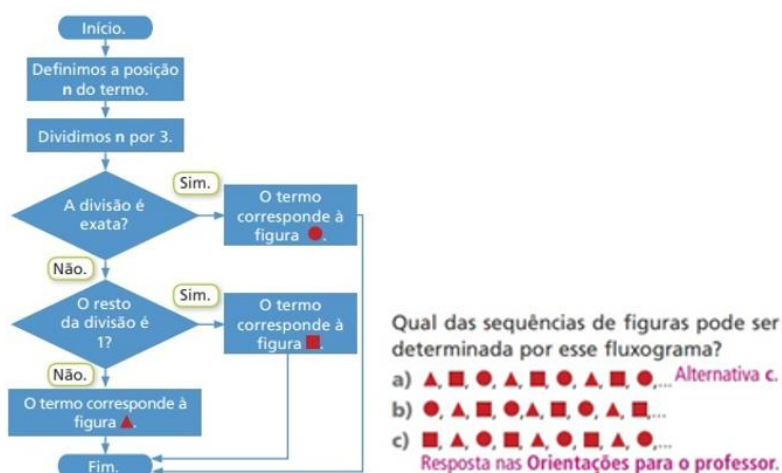 Início.
Definimos a posição
n do termo.
Dividimos n por 3.
A divisão é
exata?
Sim.
O termo
corresponde à
figura ●.
Não.
O resto
da divisão é
1?
Sim.
O termo
corresponde à
figura ■.
Não.
O termo corresponde à
figura ▲.
Fim.
Qual das sequências de figuras pode ser
determinada por esse fluxograma?
a) ▲, ■, ●, ▲, ■, ●, ▲, ■, ●,... Alternativa c.
b) ●, ▲, ■, ●,▲, ■, ●, ▲, ■,...
c) ■, ▲, ●, ■, ▲, ●, ■, ▲, ●,...
Resposta nas Orientações para o professor.